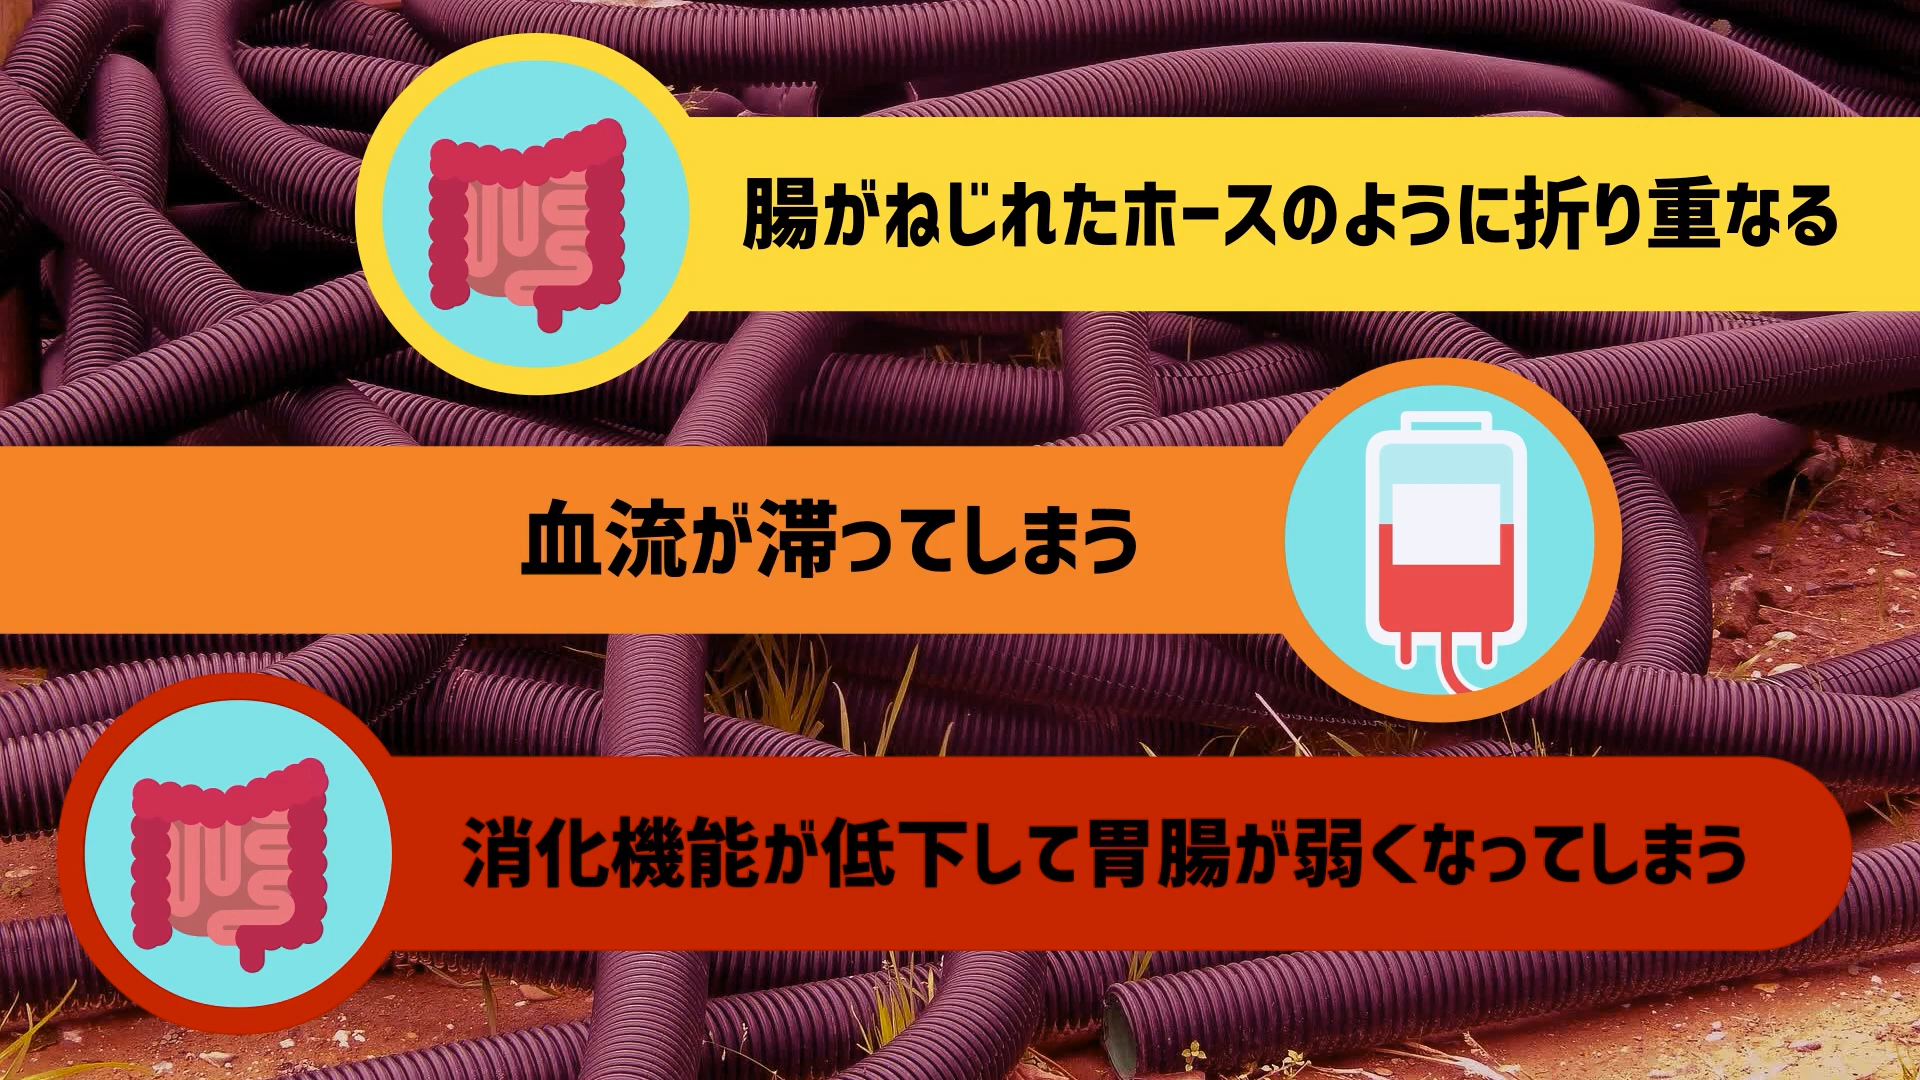 腸がねじれたホースのように折り重なる
血流が滞ってしまう
消化機能が低下して胃腸が弱くなってしまう